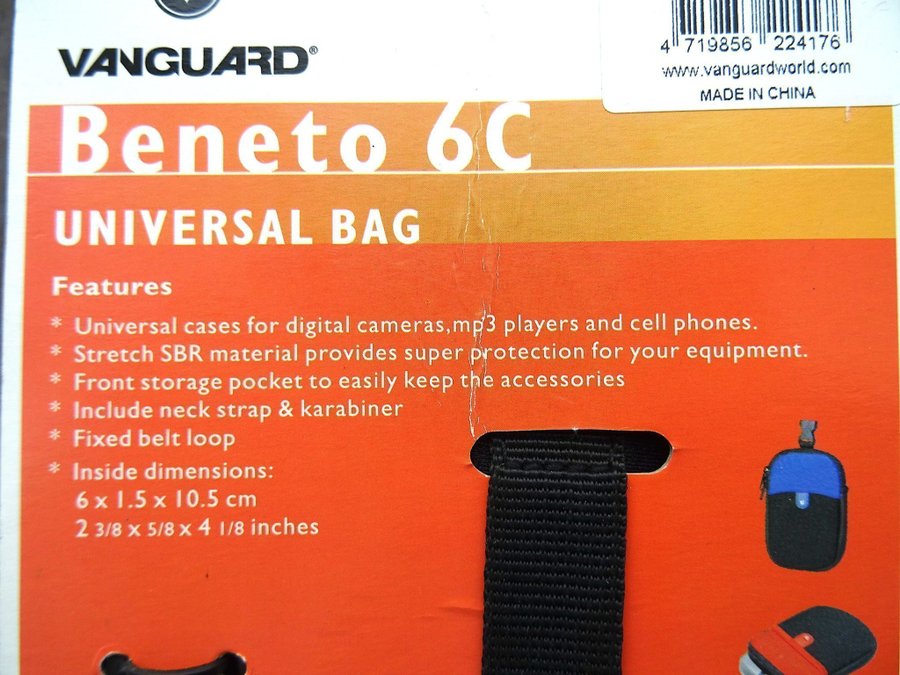 VANGUARD®
4 719856 224176
www.vanguardworld.com
MADE IN CHINA
Beneto 6C
UNIVERSAL BAG
Features
* Universal cases for digital cameras,mp3 players and cell phones.
* Stretch SBR material provides super protection for your equipment.
* Front storage pocket to easily keep the accessories
* Include neck strap & karabiner
* Fixed belt loop
* Inside dimensions:
6 x 1.5 x 10.5 cm
2 3/8 x 5/8 x 4 1/8 inches